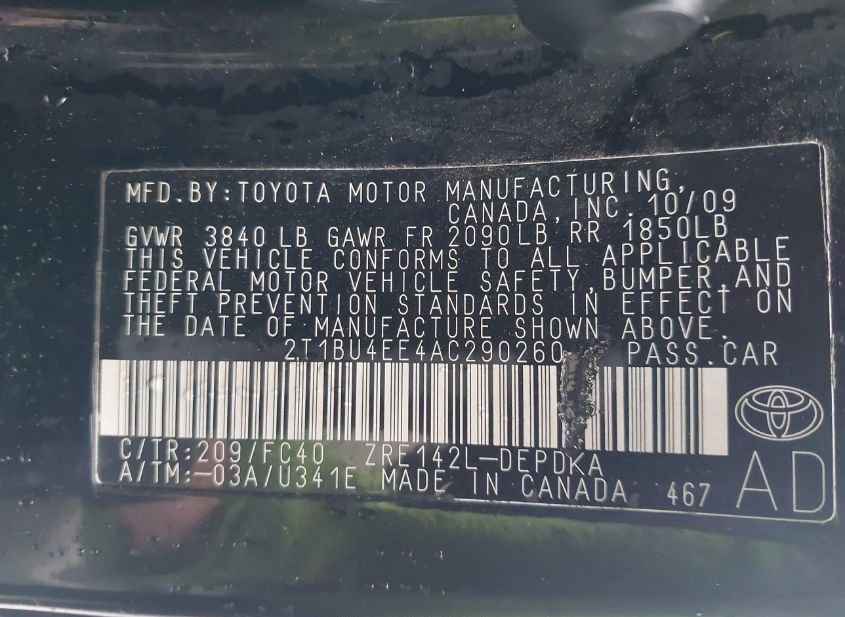 MFD.BY:TOYOTA MOTOR MANUFACTURING,
CANADA, INC. 10/09
GVWR 3840 LB GAWR FR 2090LB RR 1850LB
THIS VEHICLE CONFORMS TO ALL APPLICABLE
FEDERAL MOTOR VEHICLE SAFETY,BUMPER,AND
THEFT PREVENTION STANDARDS IN EFFECT ON
THE DATE OF MANUFACTURE SHOWN ABOVE.
2T1BU4EE4AC290260 PASS.CAR
C/TR:209/FC40 ZRE142L-DEPDKA
A/TM:-03A/U341E MADE IN CANADA 467 AD